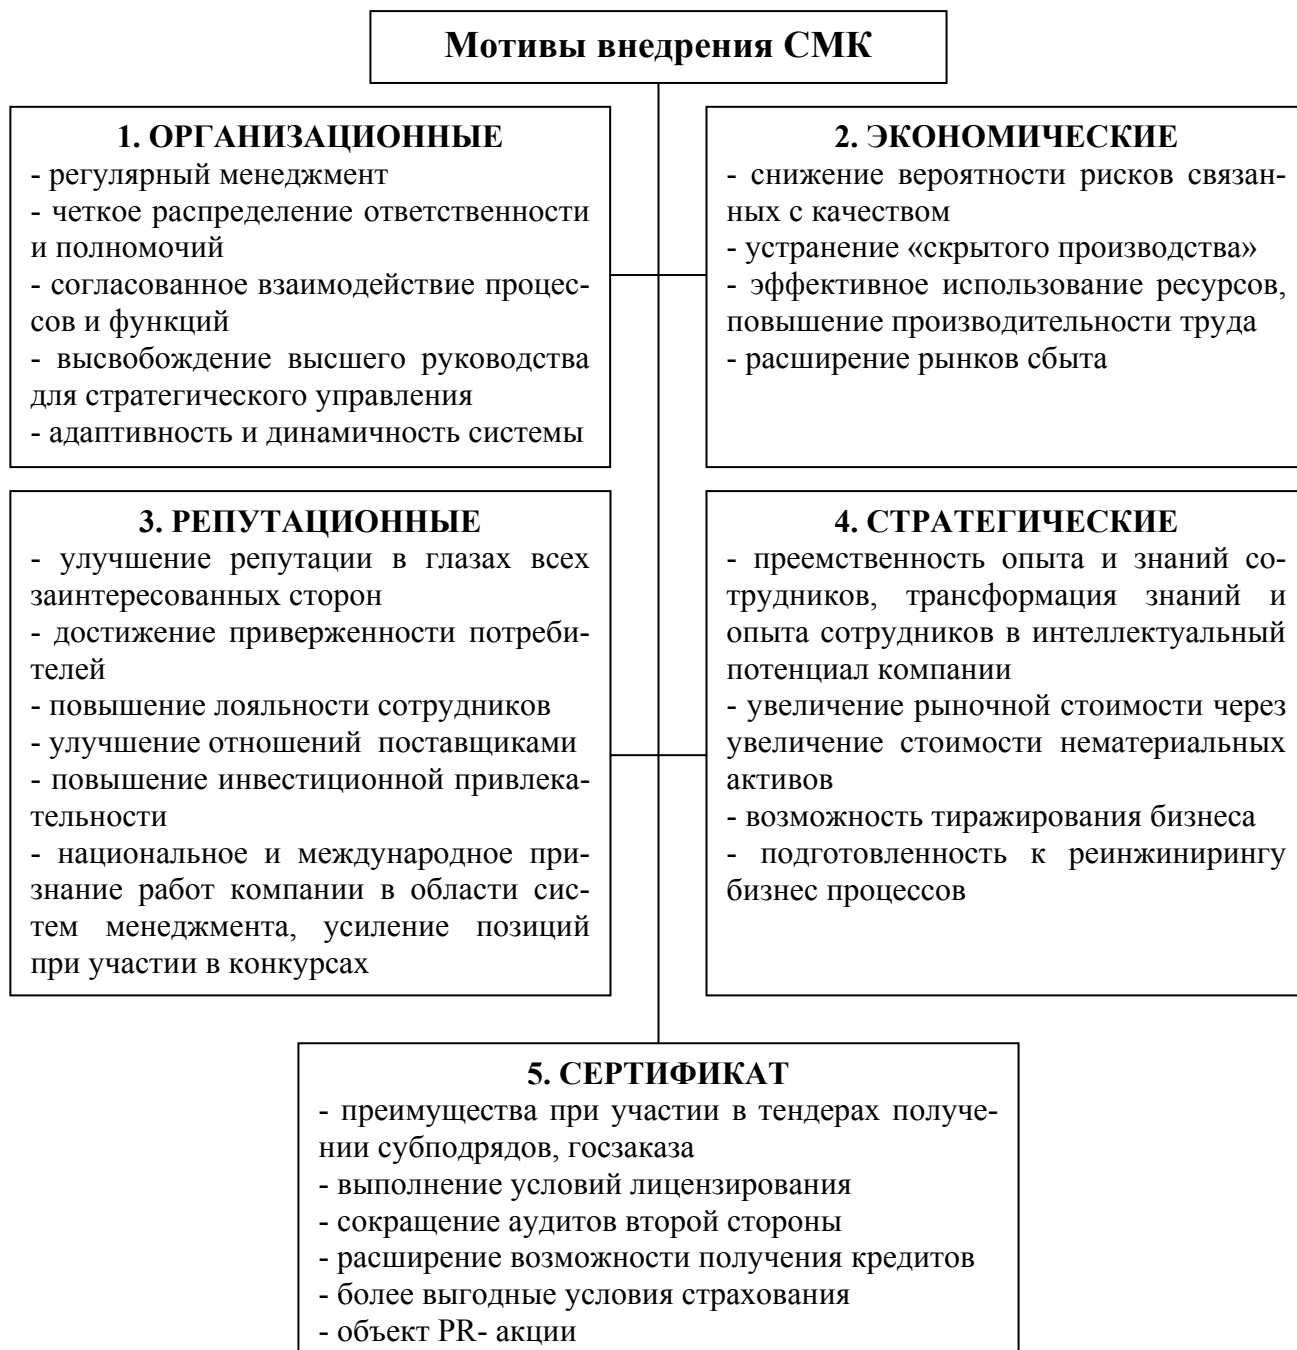 Мотивы внедрения СМК
1. ОРГАНИЗАЦИОННЫЕ
- регулярный менеджмент
- четкое распределение ответственности
и полномочий
- согласованное взаимодействие процес-
сов и функций
- высвобождение высшего руководства
для стратегического управления
- адаптивность и динамичность системы
2. ЭКОНОМИЧЕСКИЕ
- снижение вероятности рисков связан-
ных с качеством
- устранение «скрытого производства»
- эффективное использование ресурсов,
повышение производительности труда
- расширение рынков сбыта
3. РЕПУТАЦИОННЫЕ
- улучшение репутации в глазах всех
заинтересованных сторон
- достижение приверженности потреби-
телей
- повышение лояльности сотрудников
- улучшение отношений поставщиками
- повышение инвестиционной привлека-
тельности
- национальное и международное при-
знание работ компании в области сис-
тем менеджмента, усиление позиций
при участии в конкурсах
4. СТРАТЕГИЧЕСКИЕ
- преемственность опыта и знаний со-
трудников, трансформация знаний и
опыта сотрудников в интеллектуальный
потенциал компании
- увеличение рыночной стоимости через
увеличение стоимости нематериальных
активов
- возможность тиражирования бизнеса
- подготовленность к реинжинирингу
бизнес процессов
5. СЕРТИФИКАТ
- преимущества при участии в тендерах получе-
нии субподрядов, госзаказа
- выполнение условий лицензирования
- сокращение аудитов второй стороны
- расширение возможности получения кредитов
- более выгодные условия страхования
- объект PR- акции